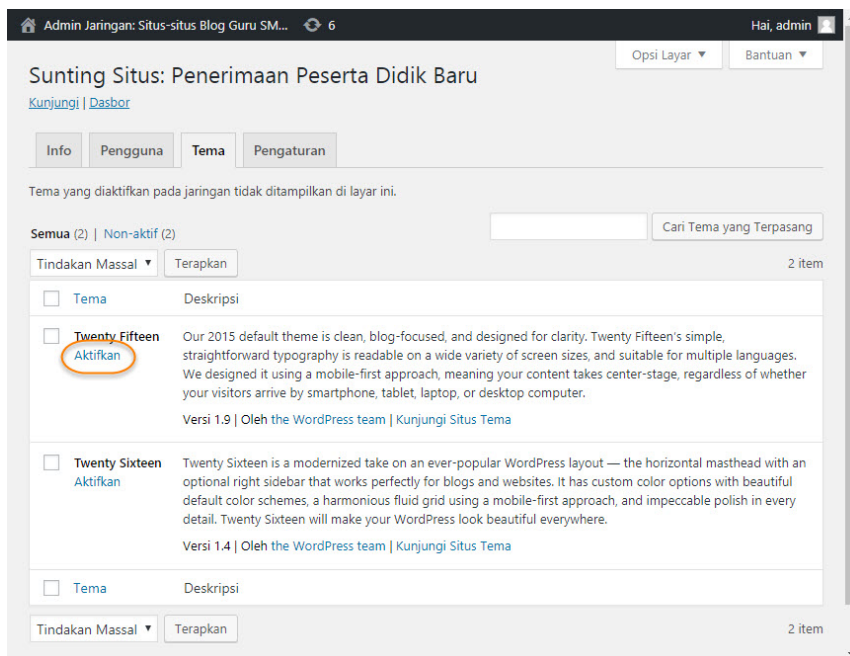 Admin Jaringan: Situs-situs Blog Guru SM... 6 Hai, admin
Opsi Layar ▼ Bantuan ▼
Sunting Situs: Penerimaan Peserta Didik Baru
Kunjungi | Dasbor
Info Pengguna Tema Pengaturan
Tema yang diaktifkan pada jaringan tidak ditampilkan di layar ini.
Semua (2) | Non-aktif (2) Cari Tema yang Terpasang
Tindakan Massal ▼ Terapkan 2 item
Tema Deskripsi
Twenty Fifteen
Aktifkan
Our 2015 default theme is clean, blog-focused, and designed for clarity. Twenty Fifteen's simple,
straightforward typography is readable on a wide variety of screen sizes, and suitable for multiple languages.
We designed it using a mobile-first approach, meaning your content takes center-stage, regardless of whether
your visitors arrive by smartphone, tablet, laptop, or desktop computer.
Versi 1.9 | Oleh the WordPress team | Kunjungi Situs Tema
Twenty Sixteen
Aktifkan
Twenty Sixteen is a modernized take on an ever-popular WordPress layout — the horizontal masthead with an
optional right sidebar that works perfectly for blogs and websites. It has custom color options with beautiful
default color schemes, a harmonious fluid grid using a mobile-first approach, and impeccable polish in every
detail. Twenty Sixteen will make your WordPress look beautiful everywhere.
Versi 1.4 | Oleh the WordPress team | Kunjungi Situs Tema
Tema Deskripsi
Tindakan Massal ▼ Terapkan 2 item